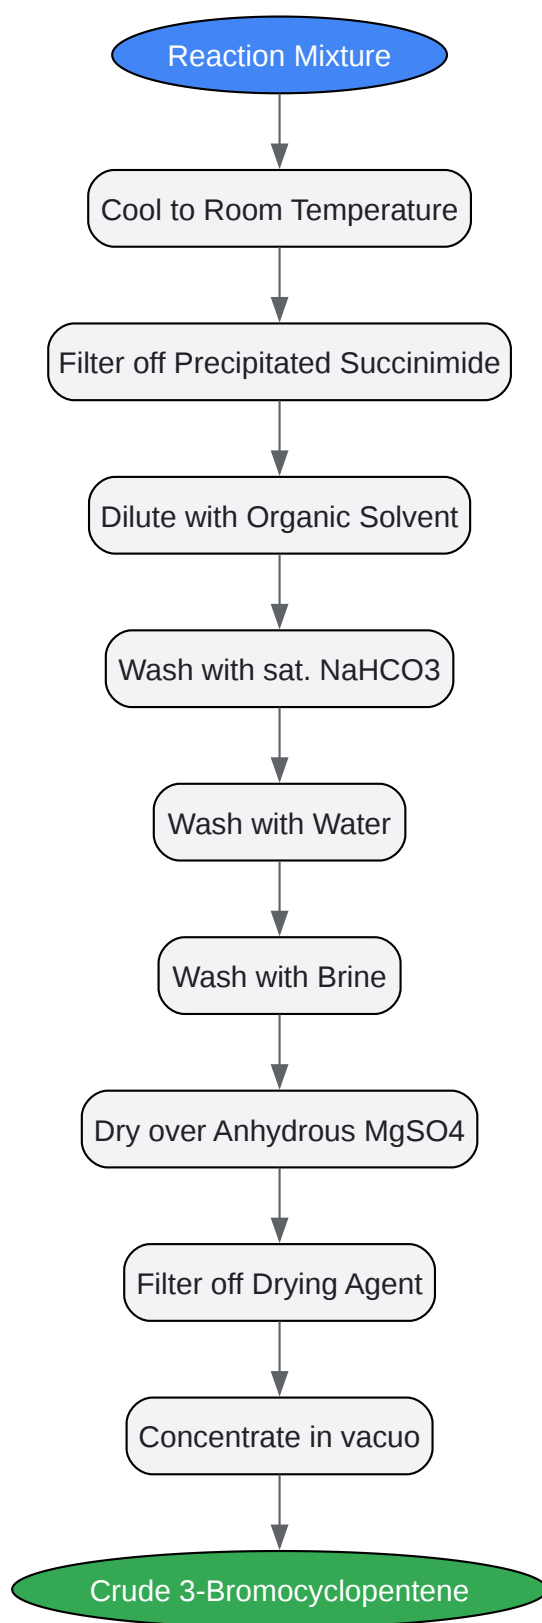 Reaction Mixture
Cool to Room Temperature
Filter off Precipitated Succinimide
Dilute with Organic Solvent
Wash with sat. NaHCO3
Wash with Water
Wash with Brine
Dry over Anhydrous MgSO4
Filter off Drying Agent
Concentrate in vacuo
Crude 3-Bromocyclopentene